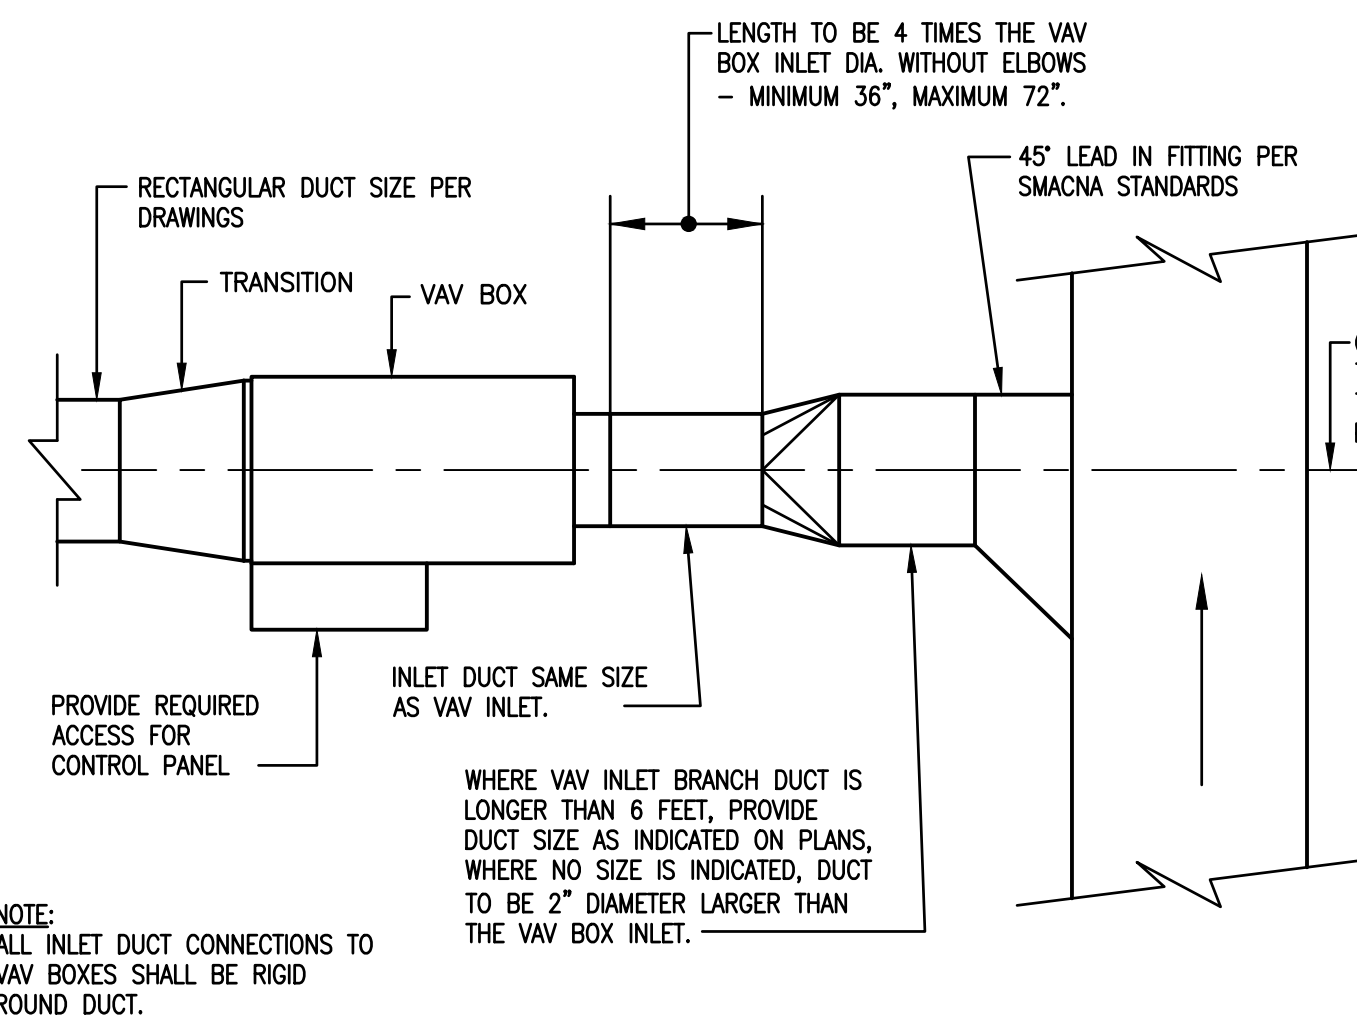 LENGTH TO BE 4 TIMES THE VAV
BOX INLET DIA. WITHOUT ELBOWS
– MINIMUM 36", MAXIMUM 72".
45° LEAD IN FITTING PER
SMACNA STANDARDS
RECTANGULAR DUCT SIZE PER
DRAWINGS
TRANSITION
VAV BOX
INLET DUCT SAME SIZE
AS VAV INLET.
PROVIDE REQUIRED
ACCESS FOR
CONTROL PANEL
WHERE VAV INLET BRANCH DUCT IS
LONGER THAN 6 FEET, PROVIDE
DUCT SIZE AS INDICATED ON PLANS,
WHERE NO SIZE IS INDICATED, DUCT
TO BE 2" DIAMETER LARGER THAN
THE VAV BOX INLET.
NOTE:
ALL INLET DUCT CONNECTIONS TO
VAV BOXES SHALL BE RIGID
ROUND DUCT.